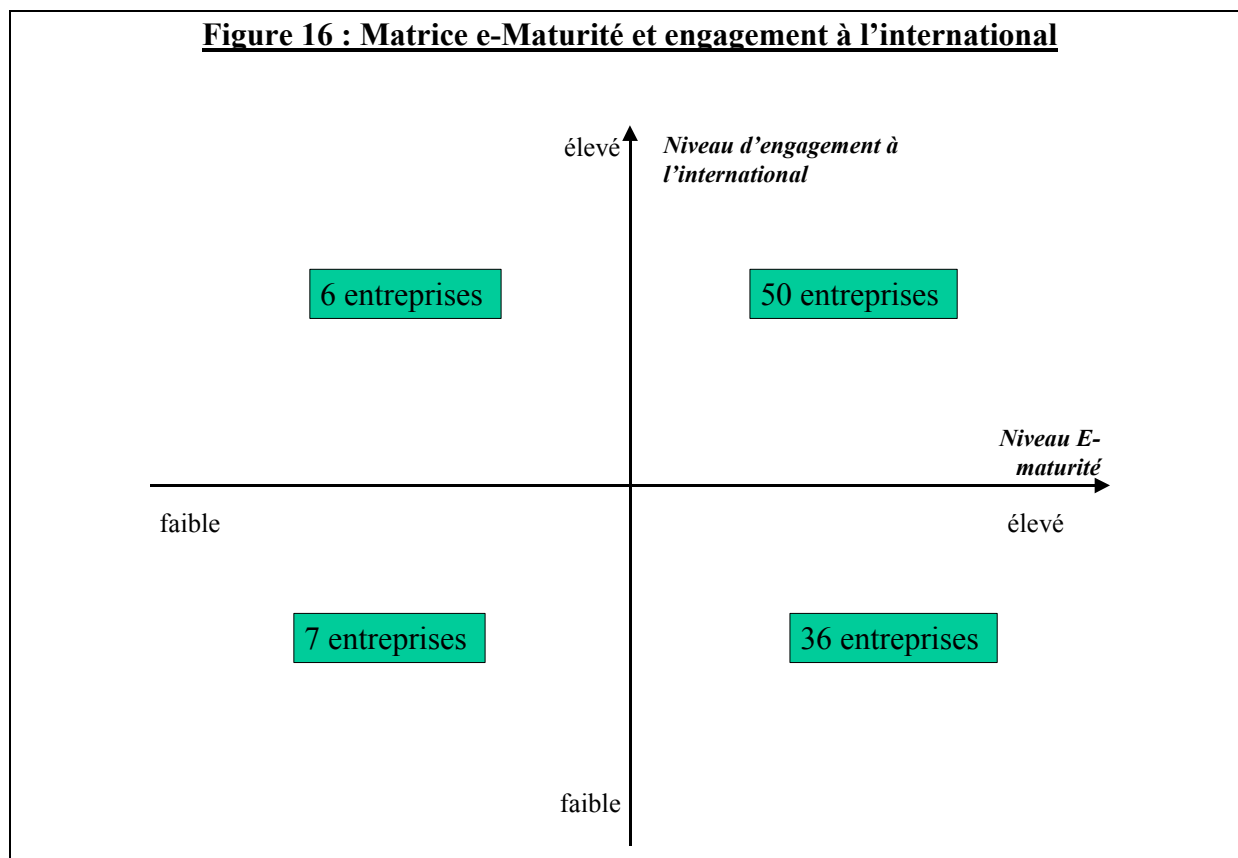 Figure 16 : Matrice e-Maturité et engagement à l’international
élevé
Niveau d’engagement à
l’international
6 entreprises
50 entreprises
Niveau E-
maturité
faible
élevé
7 entreprises
36 entreprises
faible